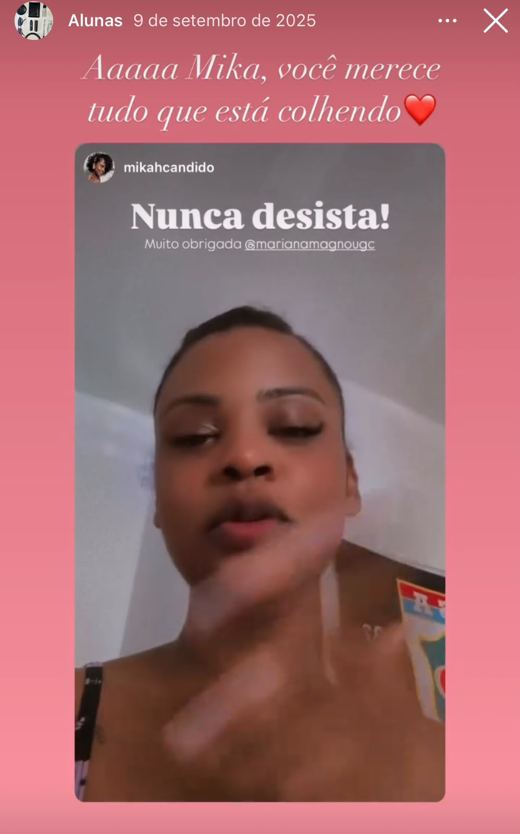 Alunas 9 de setembro de 2025
Aaaaa Mika, você merece
tudo que está colhendo❤️
mikahcandido
Nunca desista!
Muito obrigada @marianamagnougc